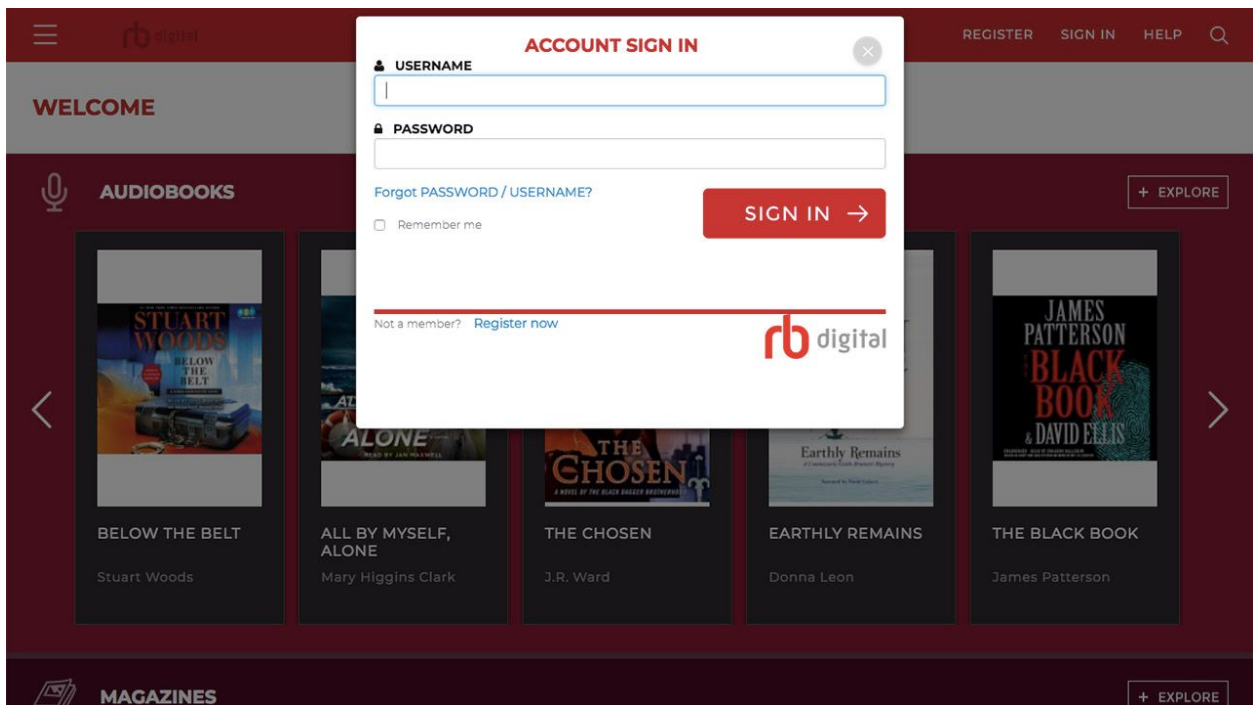 rb digital
REGISTER SIGN IN HELP
WELCOME
ACCOUNT SIGN IN
USERNAME
PASSWORD
Forgot PASSWORD / USERNAME?
Remember me
SIGN IN →
Not a member? Register now
rb digital
AUDIOBOOKS
+ EXPLORE
STUART
WOODS
BELOW
THE
BELT
BELOW THE BELT
Stuart Woods
ALONE
READ BY JAN MAXWELL
ALL BY MYSELF,
ALONE
Mary Higgins Clark
THE
CHOSEN
A NOVEL OF THE BLACK DAGGER BROTHERHOOD
THE CHOSEN
J.R. Ward
Earthly Remains
EARTHLY REMAINS
Donna Leon
JAMES
PATTERSON
BLACK
BOOK
& DAVID ELLIS
THE BLACK BOOK
James Patterson
MAGAZINES
+ EXPLORE